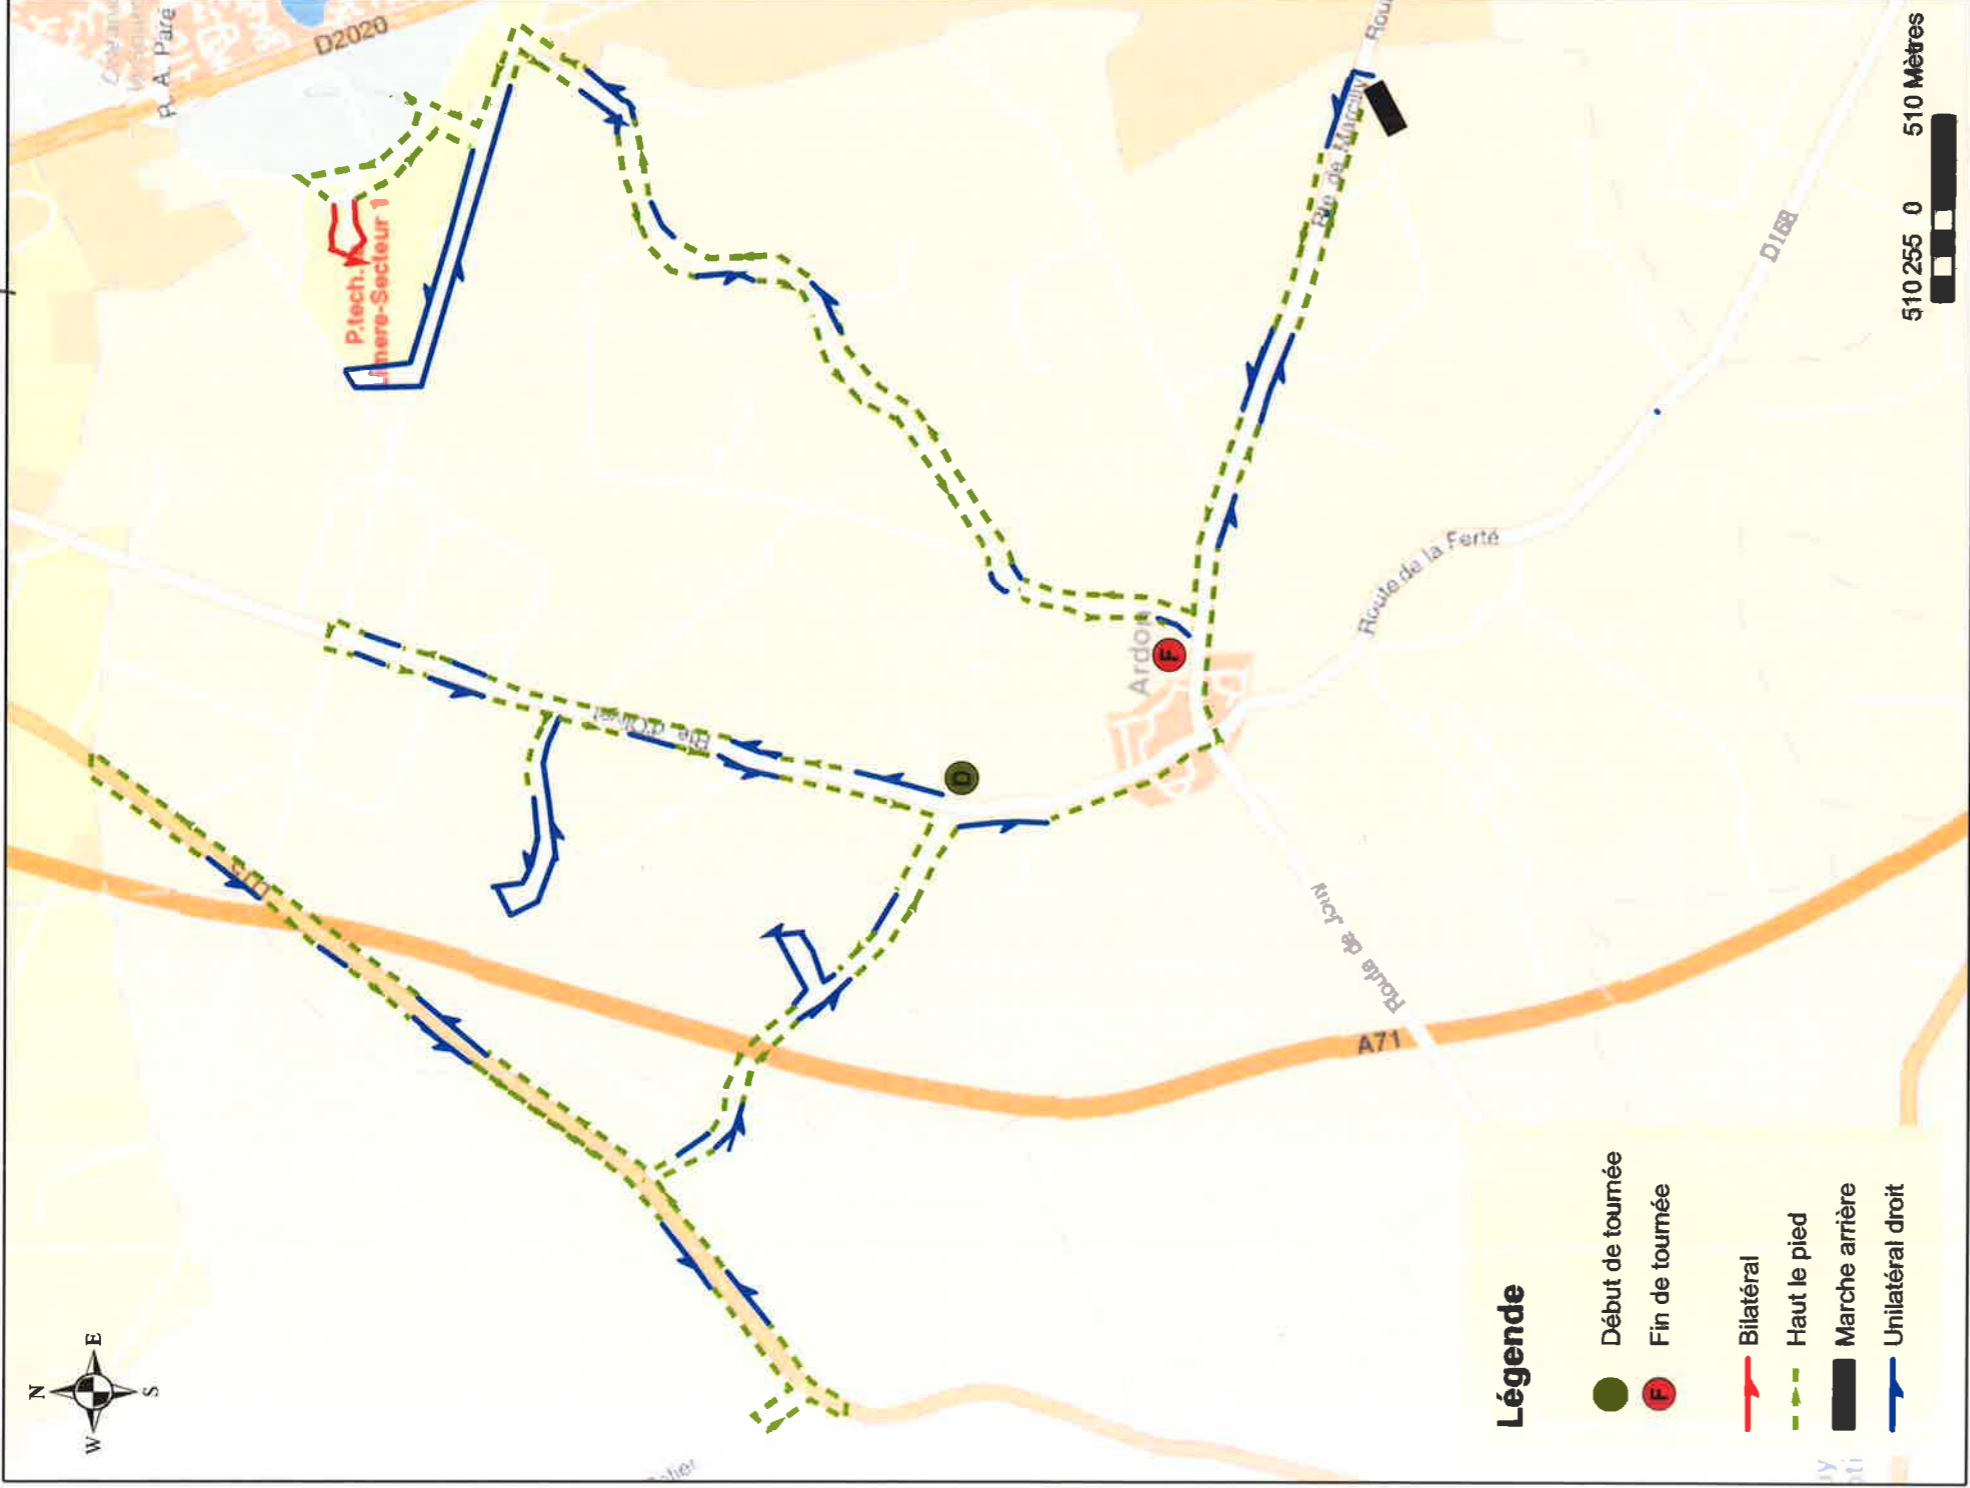 D2020
R. A. Paré
P.tech.
Limere-Secteur 1
Rte d'Olivet
D
F
Ardon
Rte de Marcilly
Route de la Ferté
D168
Route de Jouy
A71
N
W
E
S
Légende
Début de tournée
F
Fin de tournée
Bilatéral
Haut le pied
Marche arrière
Unilatéral droit
510 255 0 510 Mètres